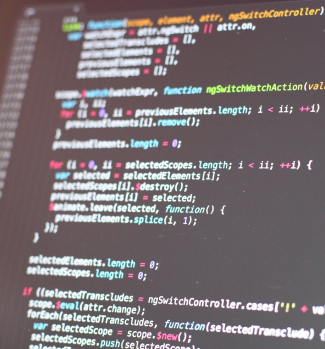 function(scope, element, attr, ngSwitchController)
var watchExpr = attr.ngSwitch || attr.on,
selectedTranscludes = [],
selectedElements = [],
previousElements = [],
selectedScopes = [];
scope.$watch(watchExpr, function ngSwitchWatchAction(val
var i, ii;
for (i = 0, ii = previousElements.length; i < ii; ++i)
previousElements[i].remove();
}
previousElements.length = 0;
for (i = 0, ii = selectedScopes.length; i < ii; ++i) {
var selected = selectedElements[i];
selectedScopes[i].$destroy();
previousElements[i] = selected;
$animate.leave(selected, function() {
previousElements.splice(i, 1);
});
}
selectedElements.length = 0;
selectedScopes.length = 0;
if ((selectedTranscludes = ngSwitchController.cases['!' + va
scope.$eval(attr.change);
forEach(selectedTranscludes, function(selectedTransclude) {
var selectedScope = scope.$new();
selectedScopes.push(selectedScope